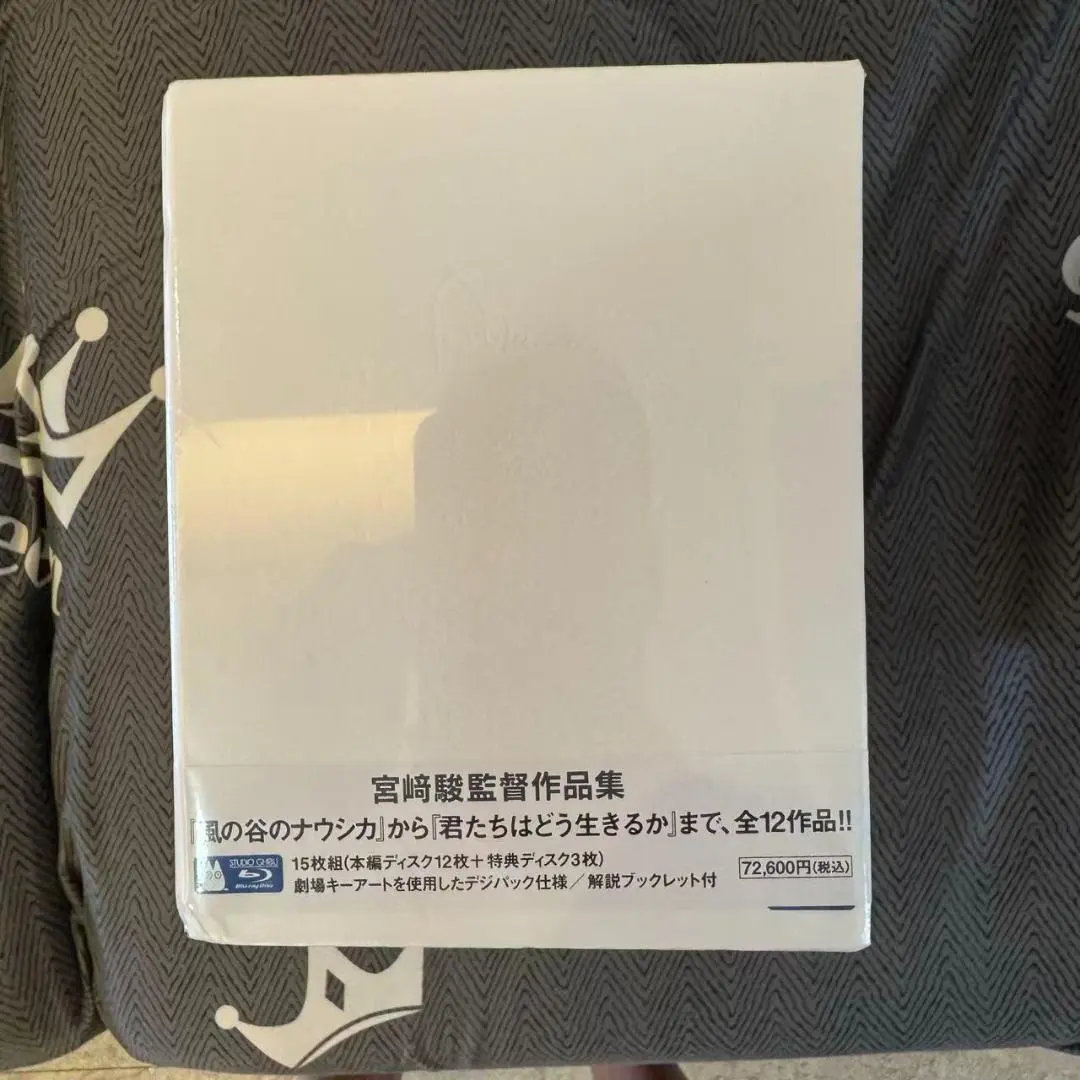 宮﨑駿監督作品集
『風の谷のナウシカ』から『君たちはどう生きるか』まで、全12作品!!
STUDIO GHIBLI
Blu-ray Disc
15枚組(本編ディスク12枚＋特典ディスク3枚)
劇場キーアートを使用したデジパック仕様／解説ブックレット付
72,600円(税込)